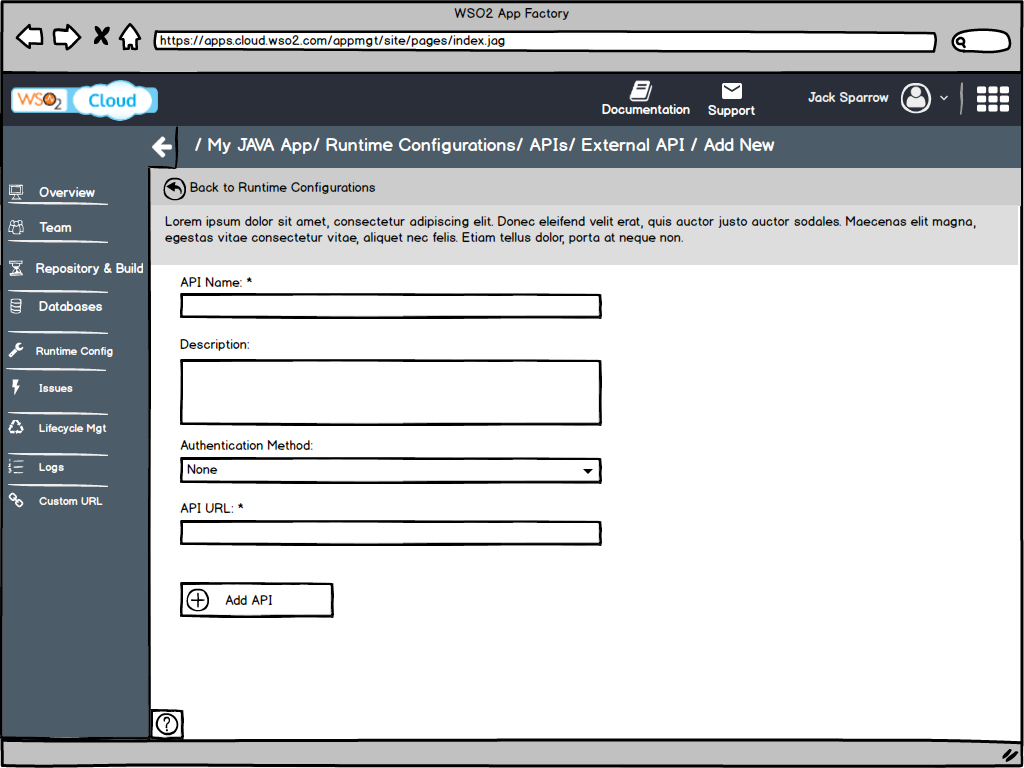 WSO2 App Factory
https://apps.cloud.wso2.com/appmgt/site/pages/index.jag
WSO2 Cloud
Documentation
Support
Jack Sparrow
/ My JAVA App/ Runtime Configurations/ APIs/ External API / Add New
Overview
Team
Repository & Build
Databases
Runtime Config
Issues
Lifecycle Mgt
Logs
Custom URL
Back to Runtime Configurations
Lorem ipsum dolor sit amet, consectetur adipiscing elit. Donec eleifend velit erat, quis auctor justo auctor sodales. Maecenas elit magna,
egestas vitae consectetur vitae, aliquet nec felis. Etiam tellus dolor, porta at neque non.
API Name: *
Description:
Authentication Method:
None
API URL: *
Add API
?